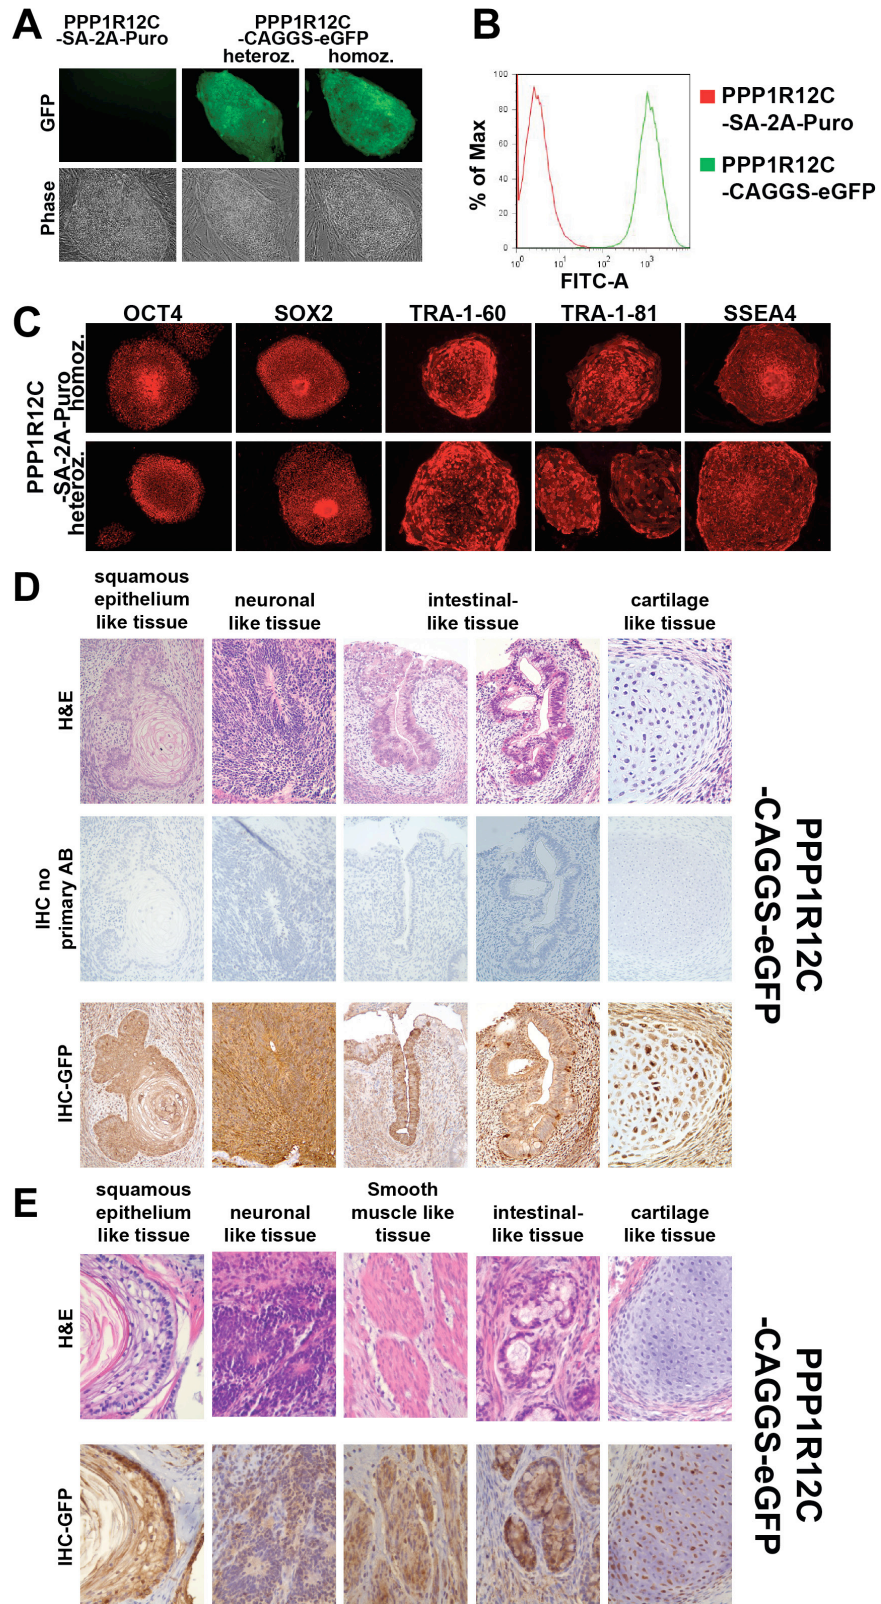 A
PPP1R12C
-SA-2A-Puro
PPP1R12C
-CAGGS-eGFP
heteroz.
homoz.
GFP
Phase
B
% of Max
100
80
60
40
20
0
10^0
10^1
10^2
10^3
FITC-A
PPP1R12C
-SA-2A-Puro
PPP1R12C
-CAGGS-eGFP
C
OCT4
SOX2
TRA-1-60
TRA-1-81
SSEA4
PPP1R12C
-SA-2A-Puro
homoz.
heteroz.
D
squamous
epithelium
like tissue
neuronal
like tissue
intestinal-
like tissue
cartilage
like tissue
H&E
IHC no
primary AB
IHC-GFP
PPP1R12C
-CAGGS-eGFP
E
squamous
epithelium
like tissue
neuronal
like tissue
Smooth
muscle like
tissue
intestinal-
like tissue
cartilage
like tissue
H&E
IHC-GFP
PPP1R12C
-CAGGS-eGFP